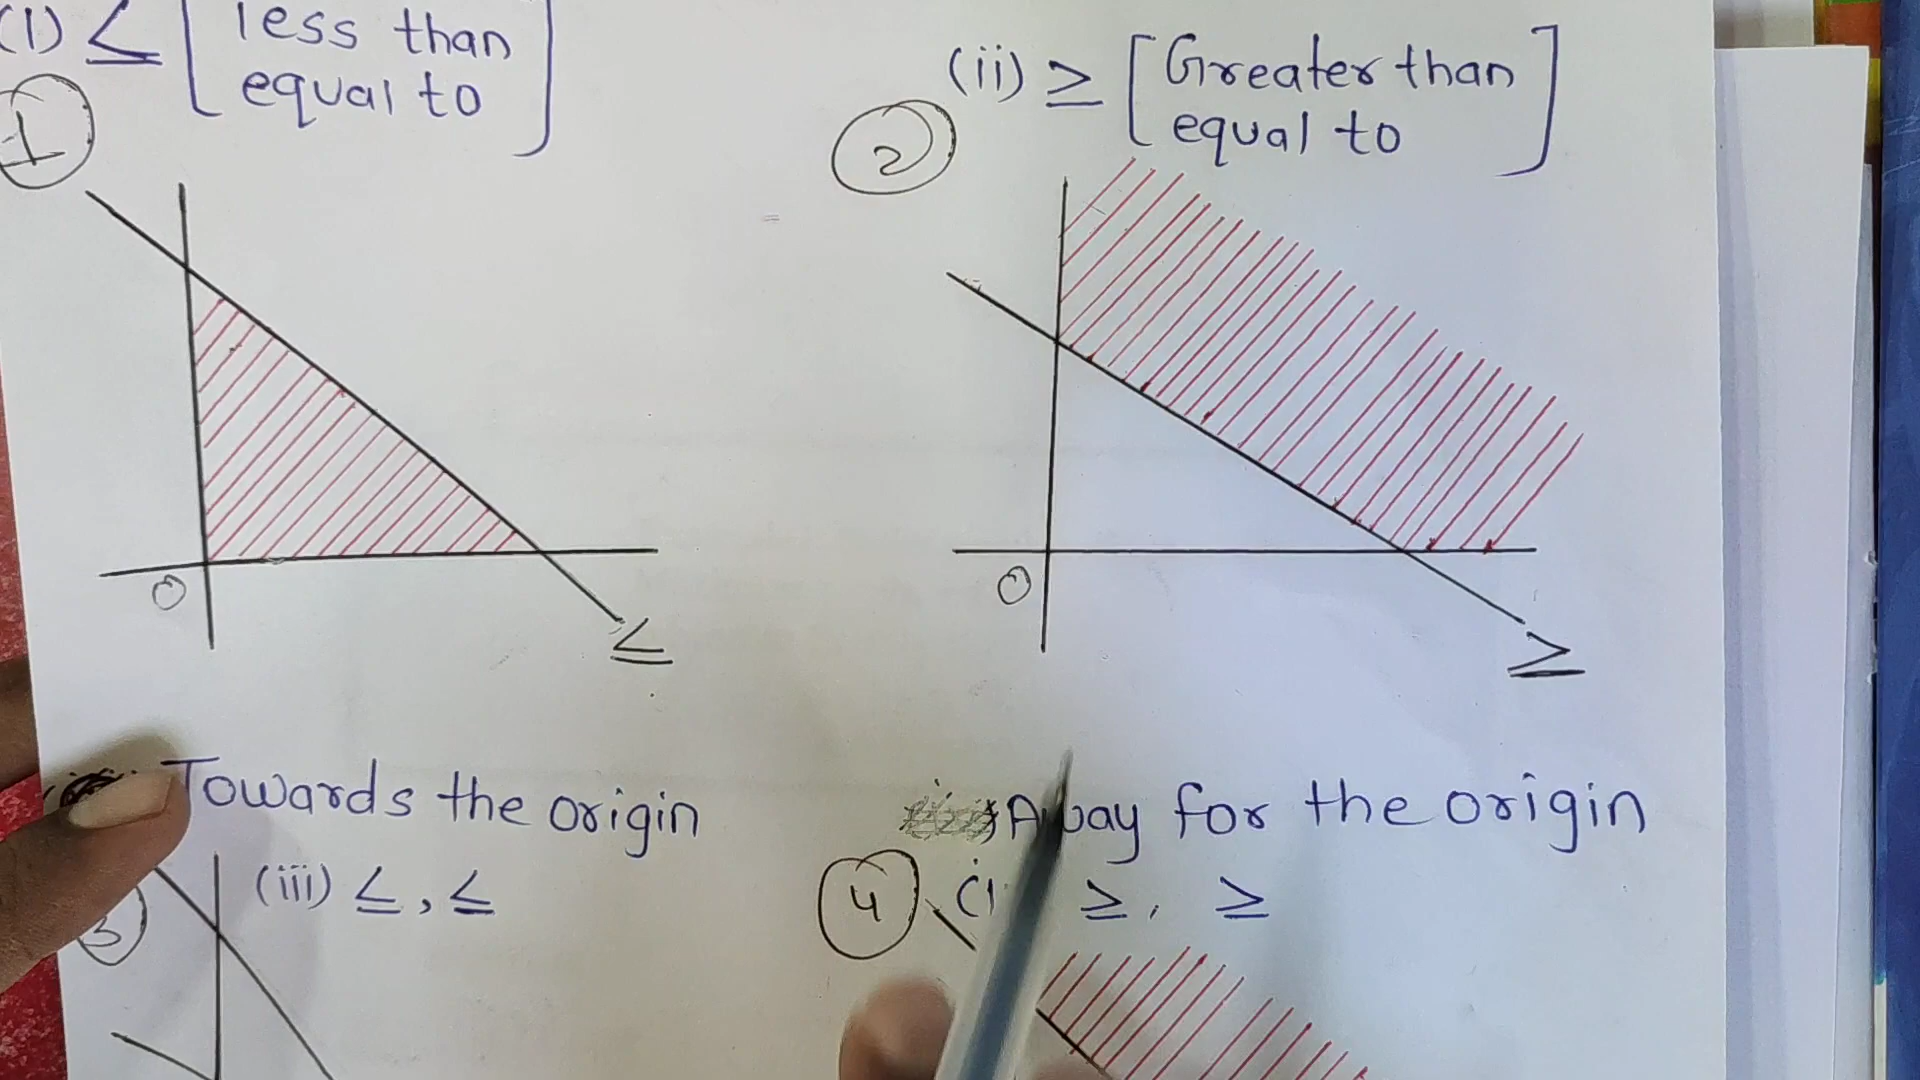 (i) ≤ [less than
equal to]
1
(ii) ≥ [Greater than
equal to]
2
O
≤
O
≥
Towards the origin
Away for the origin
3
(iii) ≤, ≤
4
≥, ≥